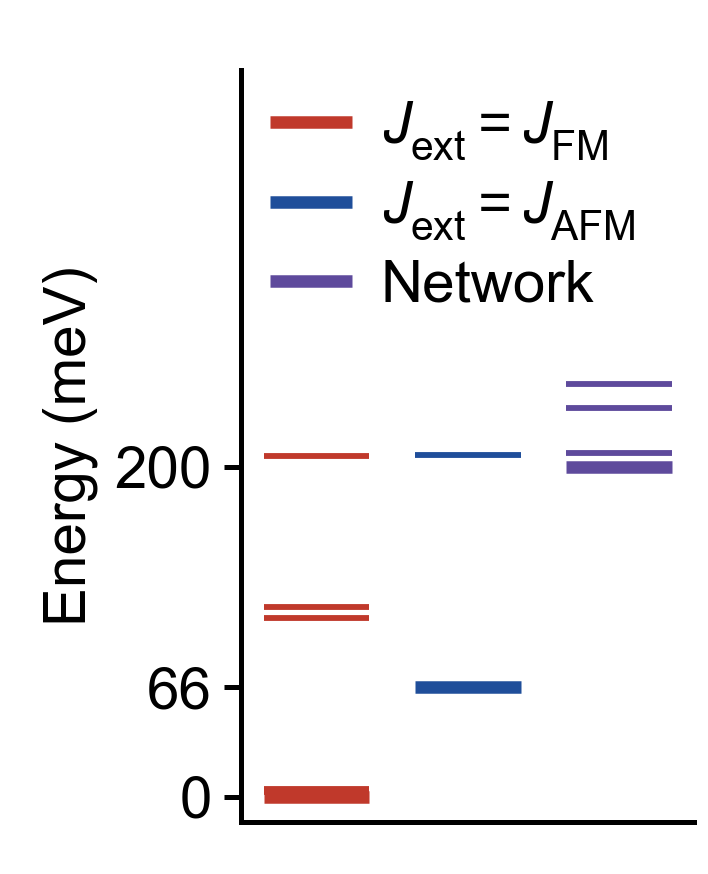 J_ext = J_FM
J_ext = J_AFM
Network
Energy (meV)
200
66
0